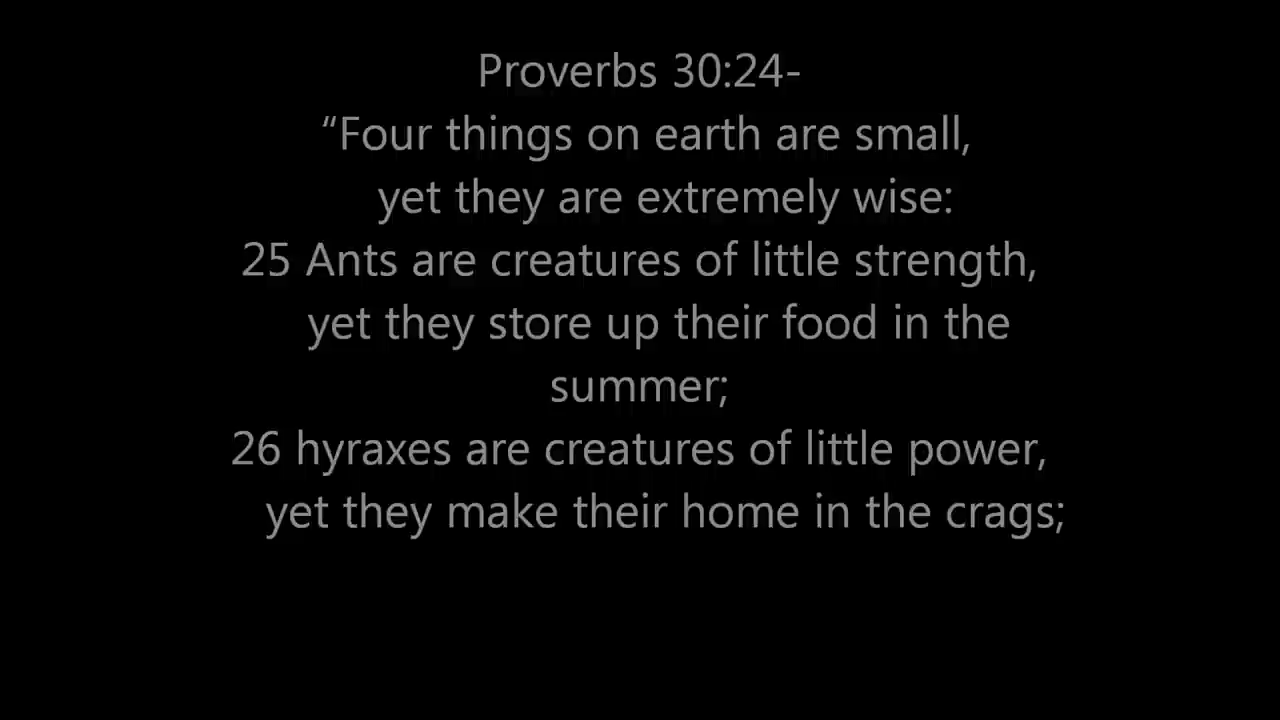 Proverbs 30:24-
“Four things on earth are small,
yet they are extremely wise:
25 Ants are creatures of little strength,
yet they store up their food in the
summer;
26 hyraxes are creatures of little power,
yet they make their home in the crags;